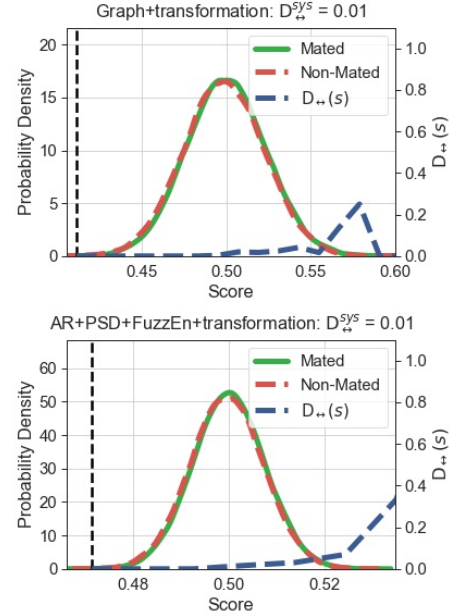 Graph+transformation: D↔^sys = 0.01
Mated
Non-Mated
D↔(s)
20
15
10
5
0
Probability Density
1.0
0.8
0.6
0.4
0.2
0.0
D↔(s)
0.45 0.50 0.55 0.60
Score
AR+PSD+FuzzEn+transformation: D↔^sys = 0.01
Mated
Non-Mated
D↔(s)
60
50
40
30
20
10
0
Probability Density
1.0
0.8
0.6
0.4
0.2
0.0
D↔(s)
0.48 0.50 0.52
Score